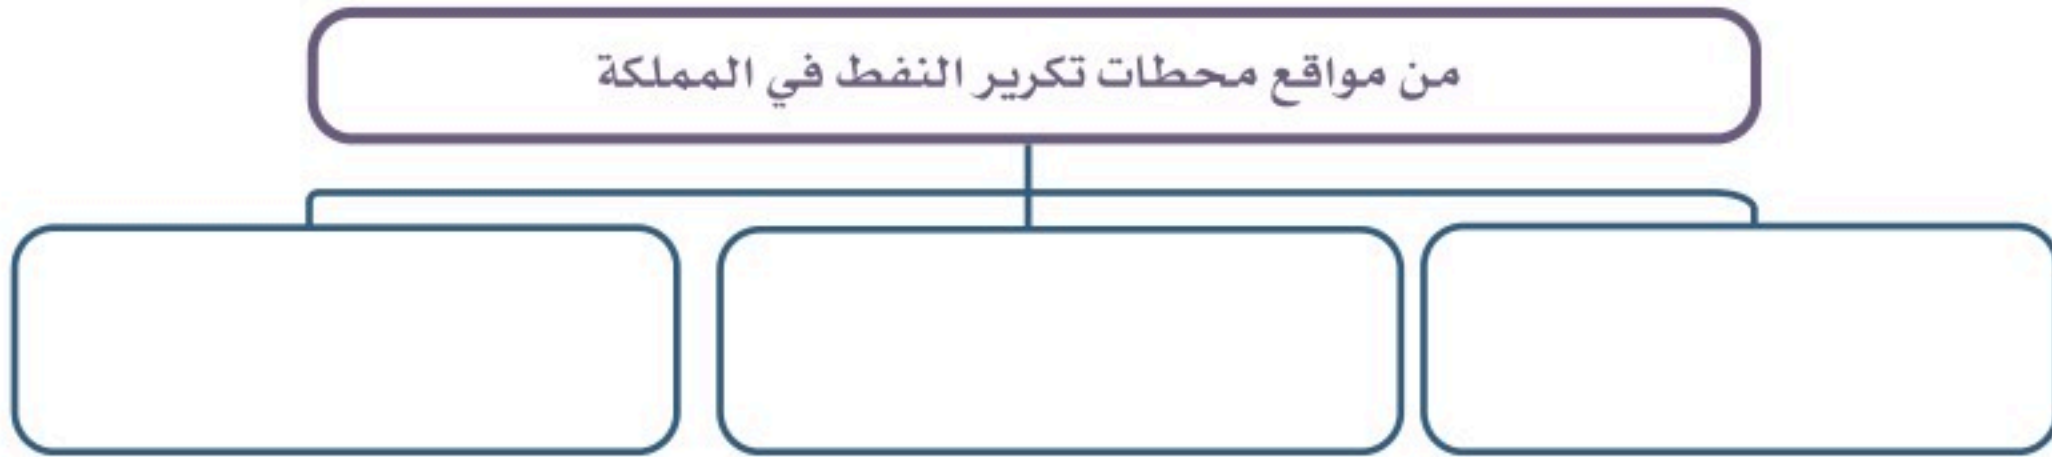 من مواقع محطات تكرير النفط في المملكة